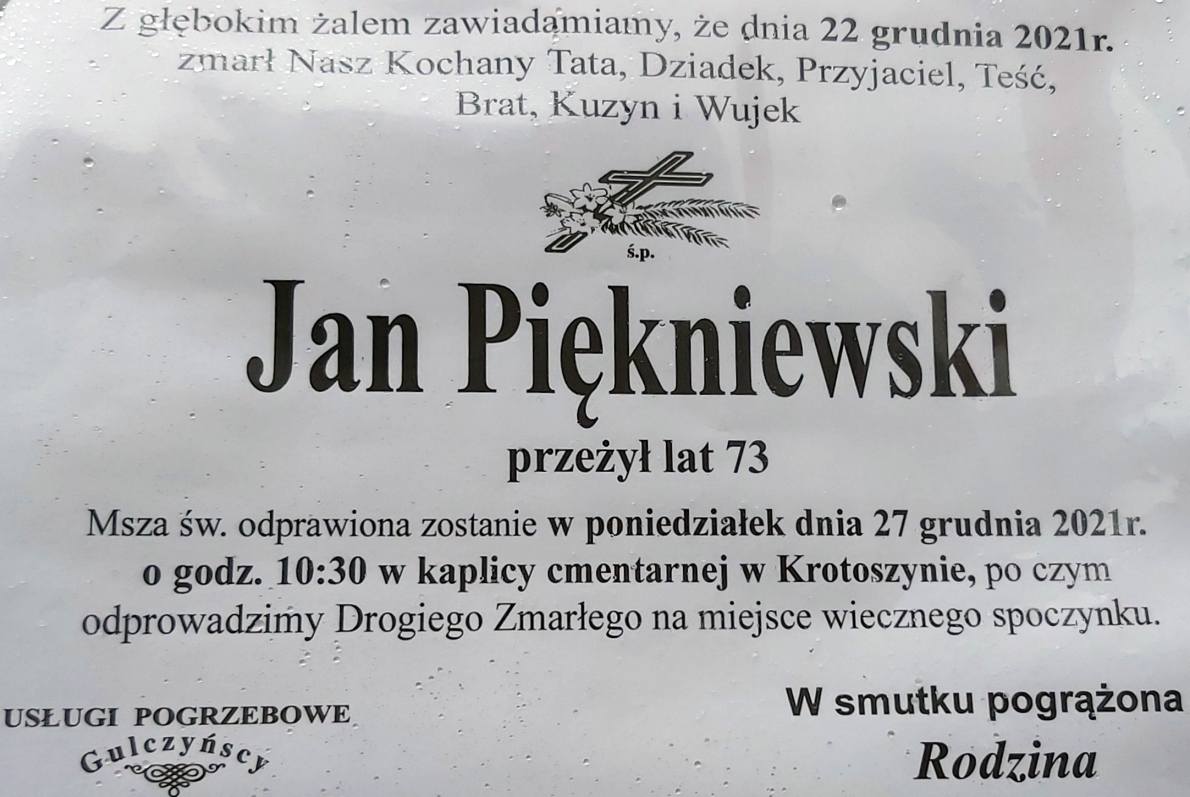 Z głębokim żalem zawiadamiamy, że dnia 22 grudnia 2021r.
zmarł Nasz Kochany Tata, Dziadek, Przyjaciel, Teść,
Brat, Kuzyn i Wujek
ś.p.
Jan Piękniewski
przeżył lat 73
Msza św. odprawiona zostanie w poniedziałek dnia 27 grudnia 2021r.
o godz. 10:30 w kaplicy cmentarnej w Krotoszynie, po czym
odprowadzimy Drogiego Zmarłego na miejsce wiecznego spoczynku.
USŁUGI POGRZEBOWE
Gulczyńscy
W smutku pogrążona
Rodzina